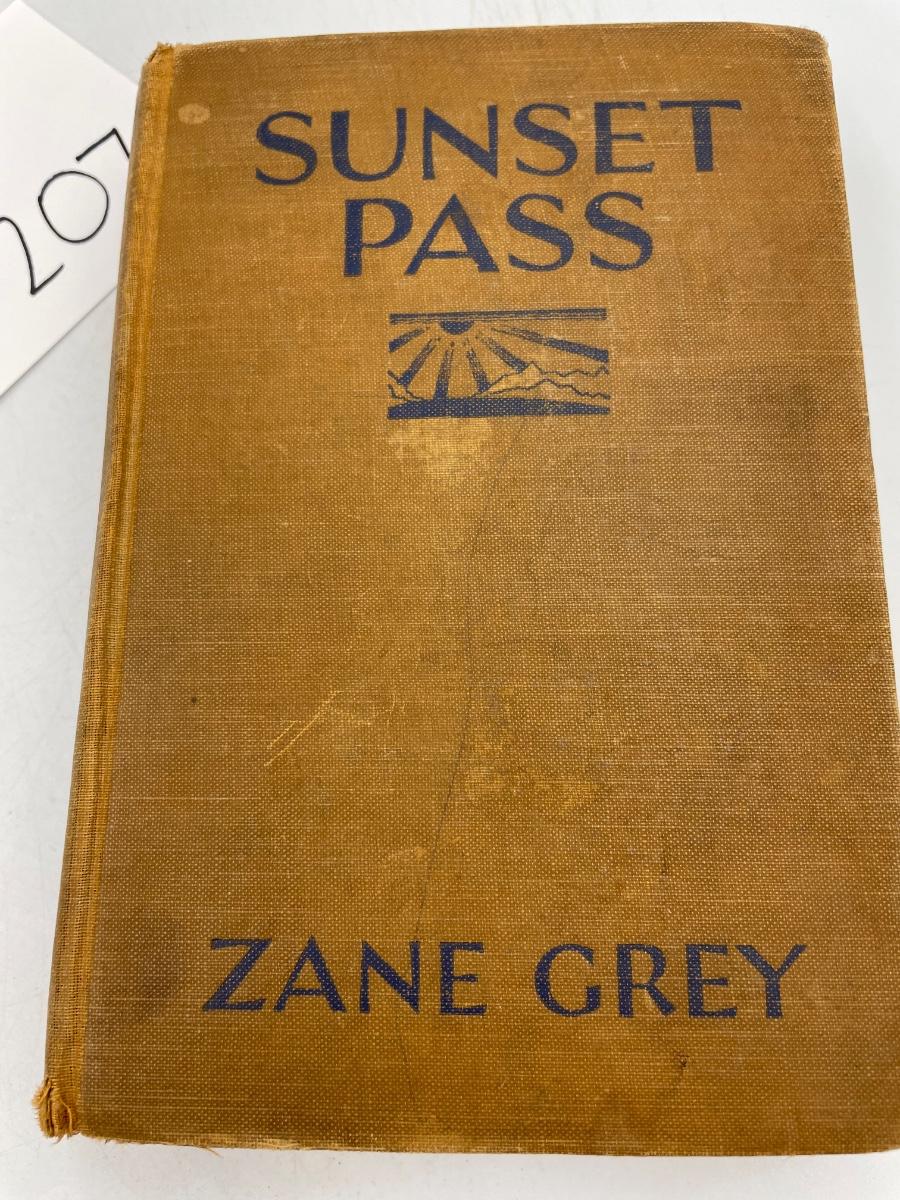 SUNSET
PASS
207
ZANE GREY